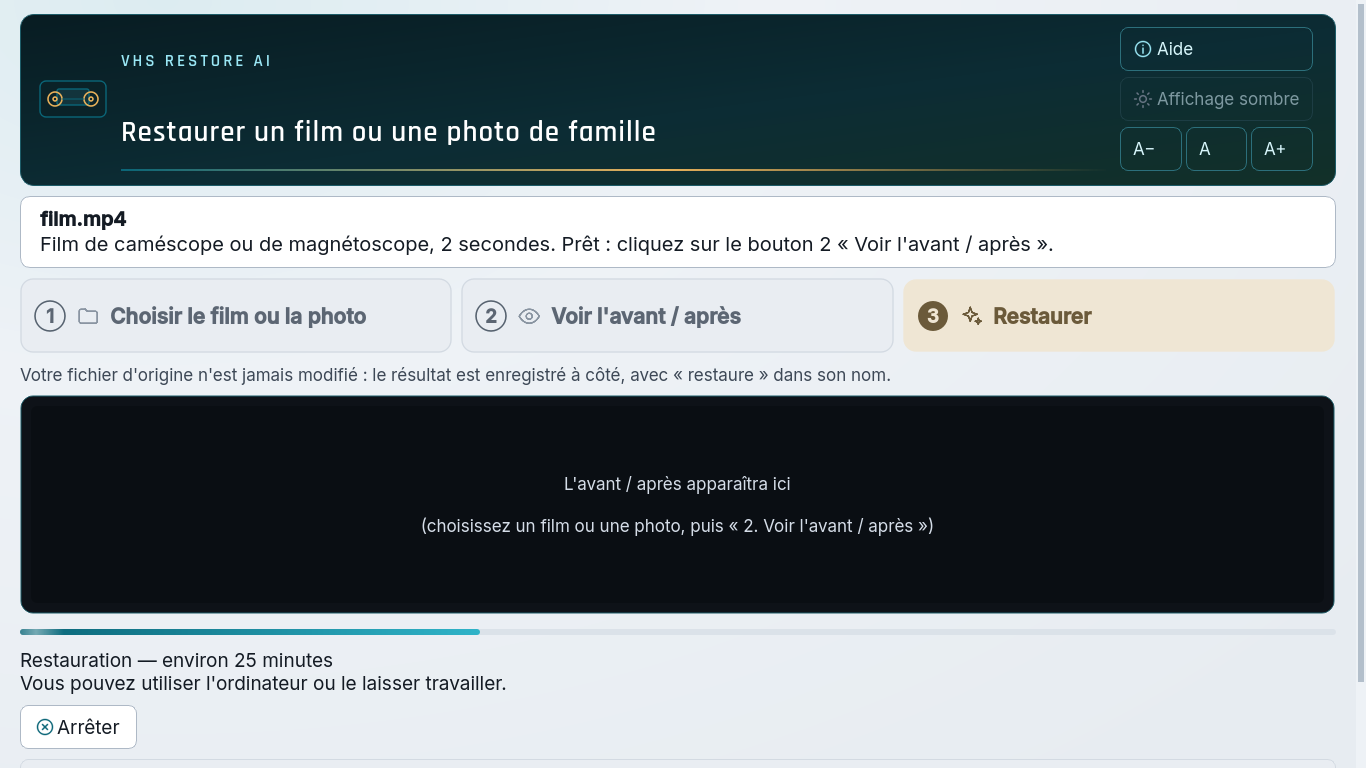 VHS RESTORE AI
Restaurer un film ou une photo de famille
Aide
Affichage sombre
A− A A+
film.mp4
Film de caméscope ou de magnétoscope, 2 secondes. Prêt : cliquez sur le bouton 2 « Voir l'avant / après ».
1 Choisir le film ou la photo
2 Voir l'avant / après
3 Restaurer
Votre fichier d'origine n'est jamais modifié : le résultat est enregistré à côté, avec « restaure » dans son nom.
L'avant / après apparaîtra ici
(choisissez un film ou une photo, puis « 2. Voir l'avant / après »)
Restauration — environ 25 minutes
Vous pouvez utiliser l'ordinateur ou le laisser travailler.
Arrêter